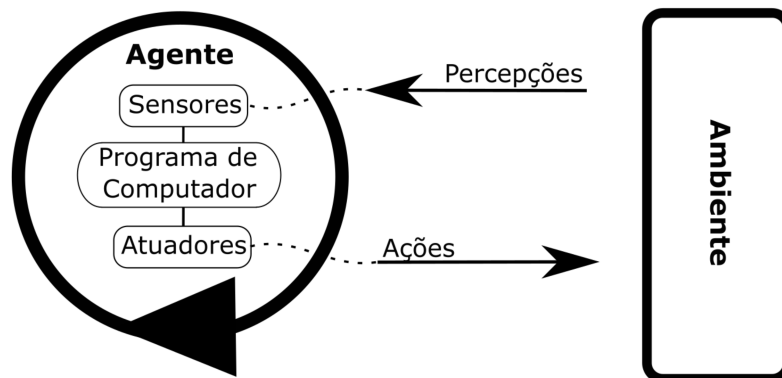 Agente
Sensores
Programa de
Computador
Atuadores
Percepções
Ações
Ambiente